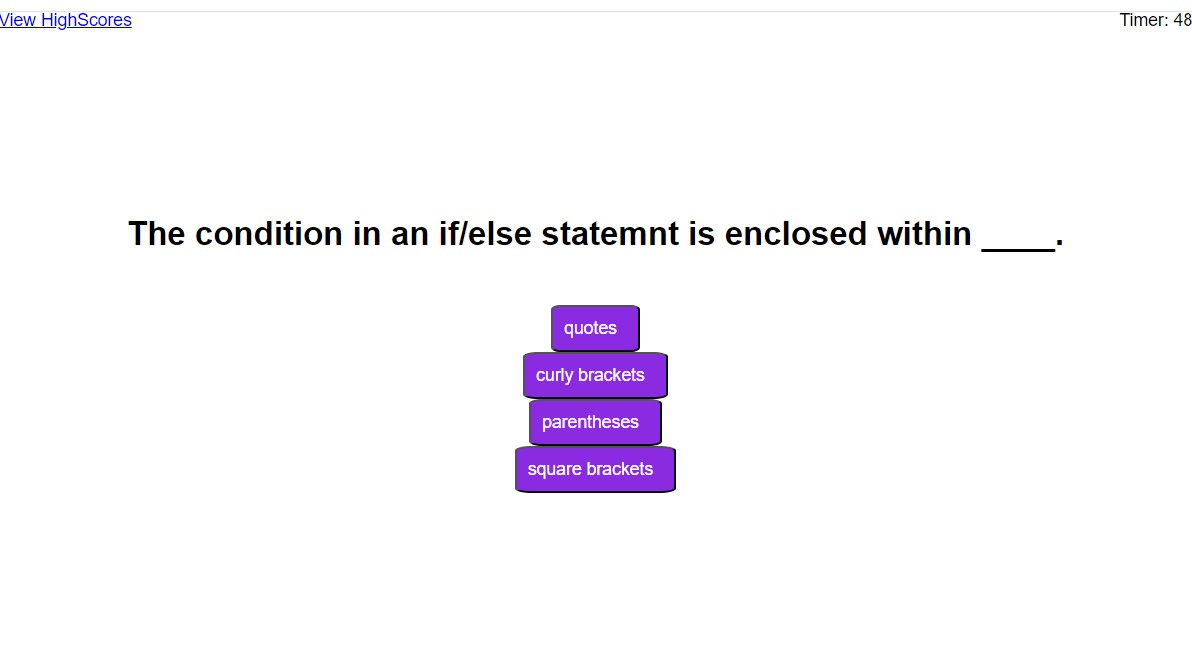 View HighScores
Timer: 48
The condition in an if/else statemnt is enclosed within ____.
quotes
curly brackets
parentheses
square brackets